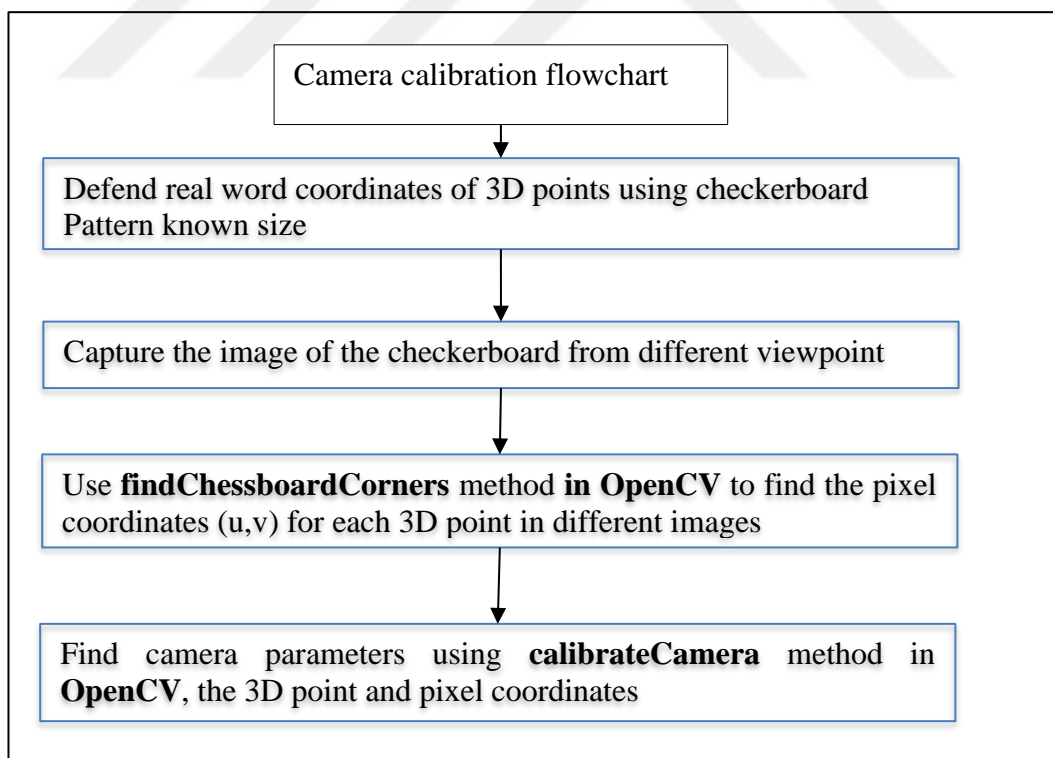 Camera calibration flowchart
Defend real word coordinates of 3D points using checkerboard
Pattern known size
Capture the image of the checkerboard from different viewpoint
Use findChessboardCorners method in OpenCV to find the pixel
coordinates (u,v) for each 3D point in different images
Find camera parameters using calibrateCamera method in
OpenCV, the 3D point and pixel coordinates